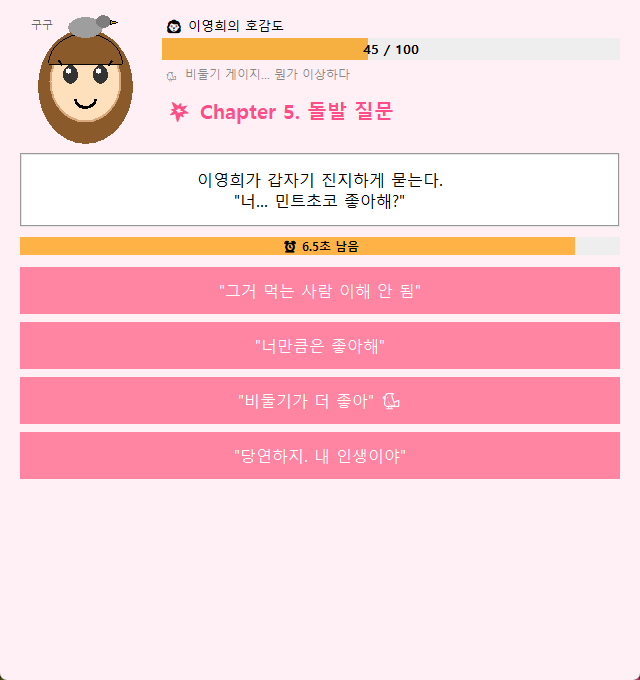 구구
이영희의 호감도
45 / 100
비둘기 게이지... 뭔가 이상하다
Chapter 5. 돌발 질문
이영희가 갑자기 진지하게 묻는다.
"너... 민트초코 좋아해?"
6.5초 남음
"그거 먹는 사람 이해 안 됨"
"너만큼은 좋아해"
"비둘기가 더 좋아"
"당연하지. 내 인생이야"